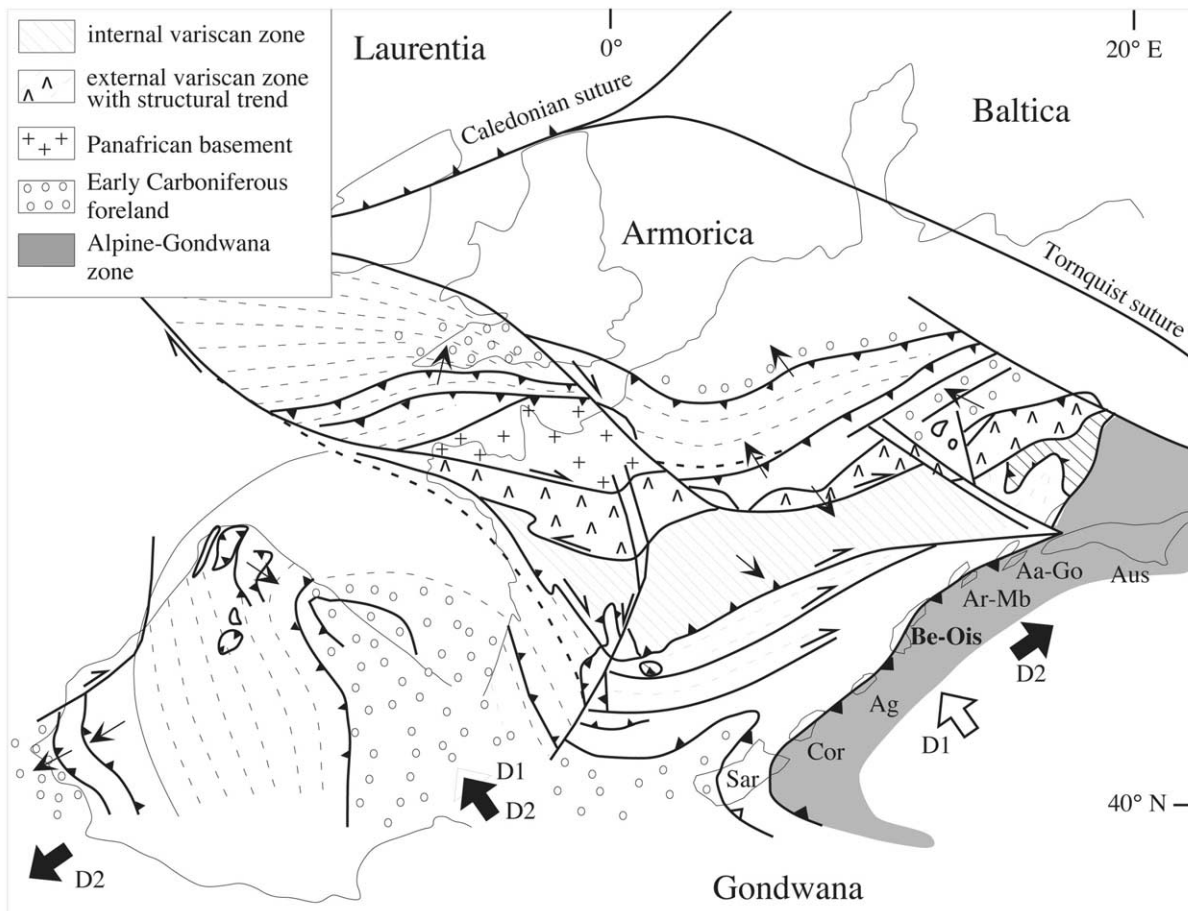 internal variscan zone
external variscan zone
with structural trend
Panafrican basement
Early Carboniferous
foreland
Alpine-Gondwana
zone
Laurentia
0°
20° E
Caledonian suture
Baltica
Armorica
Tornquist suture
Aa-Go
Aus
Ar-Mb
Be-Ois
D2
Ag
D1
Cor
Sar
D1
D2
40° N
D2
Gondwana